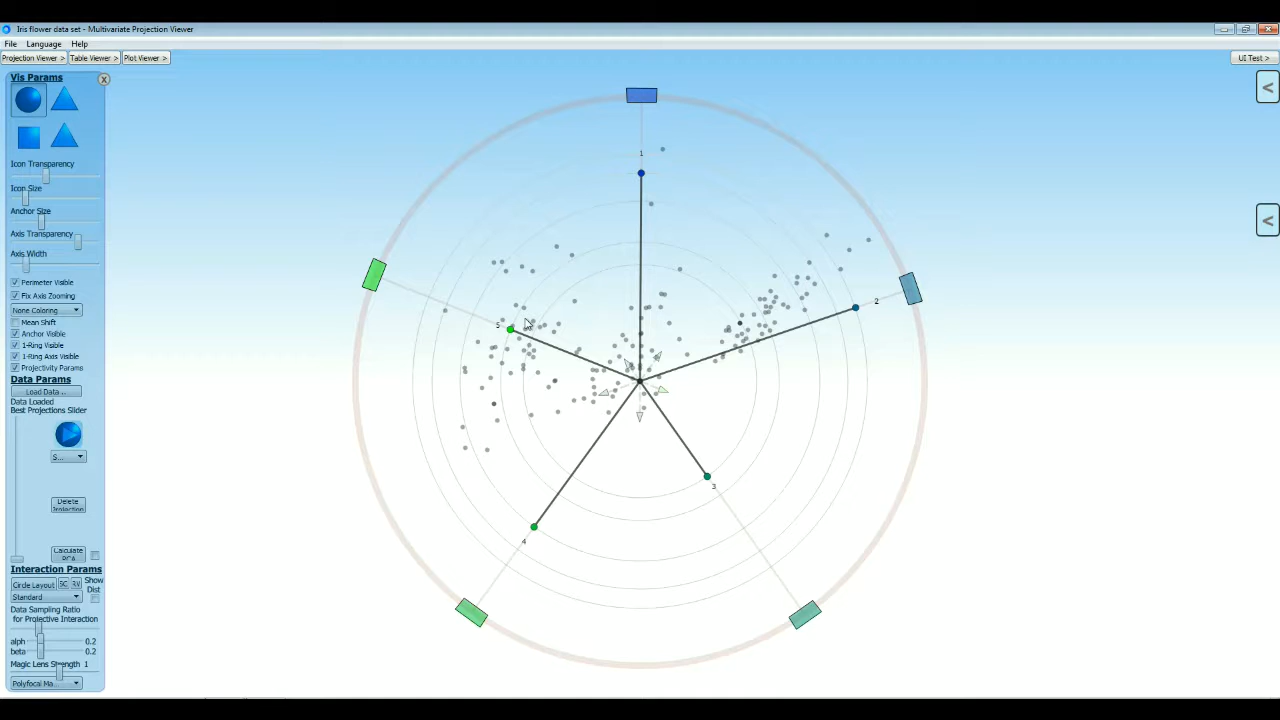 Iris flower data set - Multivariate Projection Viewer
File Language Help
Projection Viewer > Table Viewer > Plot Viewer >
UI Test >
Vis Params
Icon Transparency
Icon Size
Anchor Size
Axis Transparency
Axis Width
Perimeter Visible
Fix Axis Zooming
None Coloring
Mean Shift
Anchor Visible
1-Ring Visible
1-Ring Axis Visible
Projectivity Params
Data Params
Load Data ...
Data Loaded
Best Projections Slider
S...
Delete
Calculate
Interaction Params
Circle Layout SC RV Show
Dist
Standard
Data Sampling Ratio
for Projective Interaction
alph 0.2
beta 0.2
Magic Lens Strength 1
Polyfocal Ma...
1
2
5
3
4
<
<